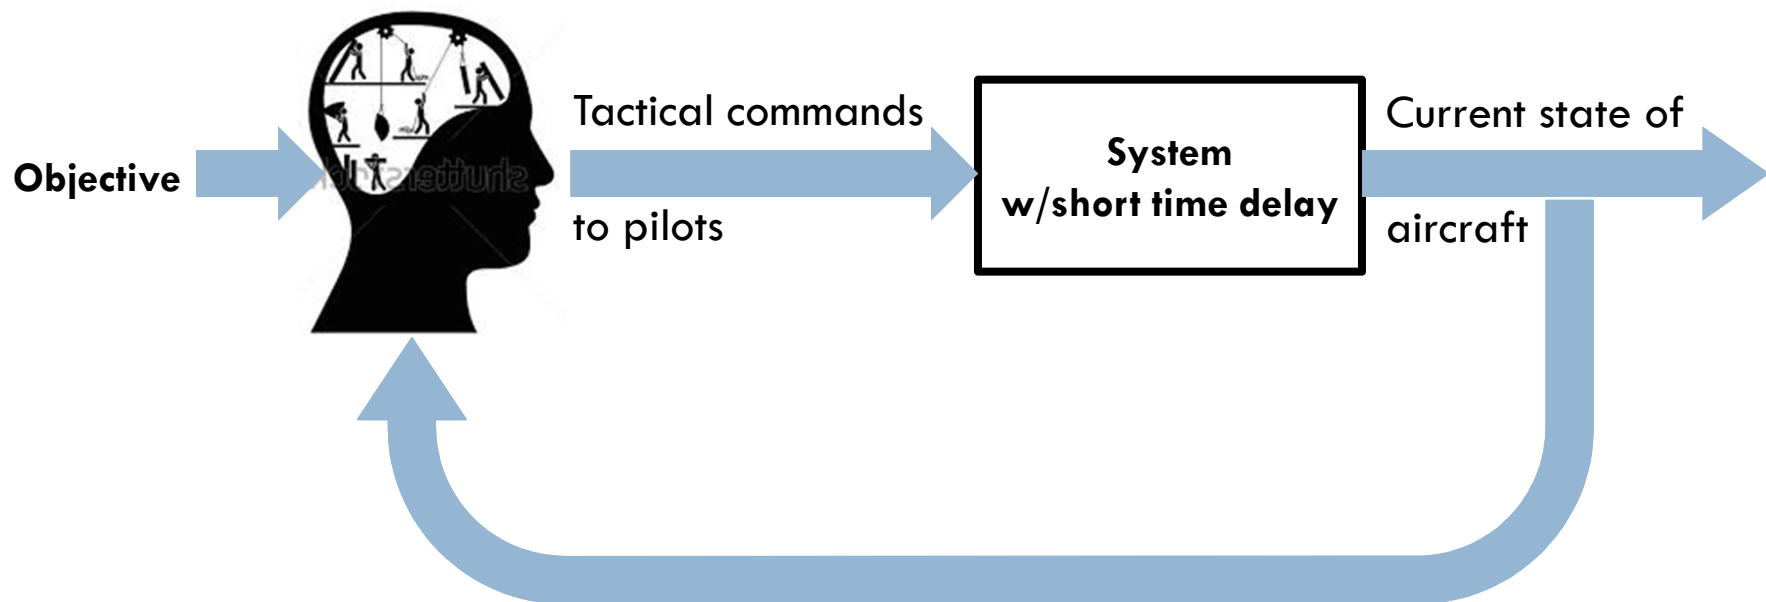 Objective
Tactical commands
to pilots
System
w/short time delay
Current state of
aircraft